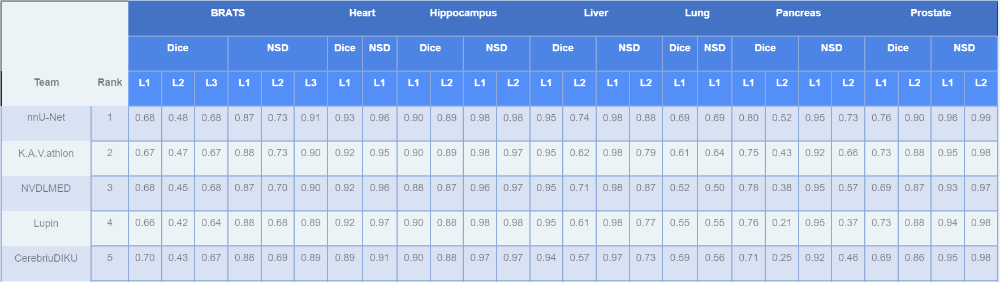 BRATS Heart Hippocampus Liver Lung Pancreas Prostate
Dice NSD Dice NSD Dice NSD Dice NSD Dice NSD Dice NSD Dice NSD
Team Rank L1 L2 L3 L1 L2 L3 L1 L1 L1 L2 L1 L2 L1 L2 L1 L2 L1 L1 L1 L2 L1 L2 L1 L2 L1 L2
nnU-Net 1 0.68 0.48 0.68 0.87 0.73 0.91 0.93 0.96 0.90 0.89 0.98 0.98 0.95 0.74 0.98 0.88 0.69 0.69 0.80 0.52 0.95 0.73 0.76 0.90 0.96 0.99
K.A.V.athlon 2 0.67 0.47 0.67 0.88 0.73 0.90 0.92 0.95 0.90 0.89 0.98 0.97 0.95 0.62 0.98 0.79 0.61 0.64 0.75 0.43 0.92 0.66 0.73 0.88 0.95 0.98
NVDLMED 3 0.68 0.45 0.68 0.87 0.70 0.90 0.92 0.96 0.88 0.87 0.96 0.97 0.95 0.71 0.98 0.87 0.52 0.50 0.78 0.38 0.95 0.57 0.69 0.87 0.93 0.97
Lupin 4 0.66 0.42 0.64 0.88 0.68 0.89 0.92 0.97 0.90 0.88 0.98 0.98 0.95 0.61 0.98 0.77 0.55 0.55 0.76 0.21 0.95 0.37 0.73 0.88 0.94 0.98
CerebriuDIKU 5 0.70 0.43 0.67 0.88 0.69 0.89 0.89 0.91 0.90 0.88 0.97 0.97 0.94 0.57 0.97 0.73 0.59 0.56 0.71 0.25 0.92 0.46 0.69 0.86 0.95 0.98